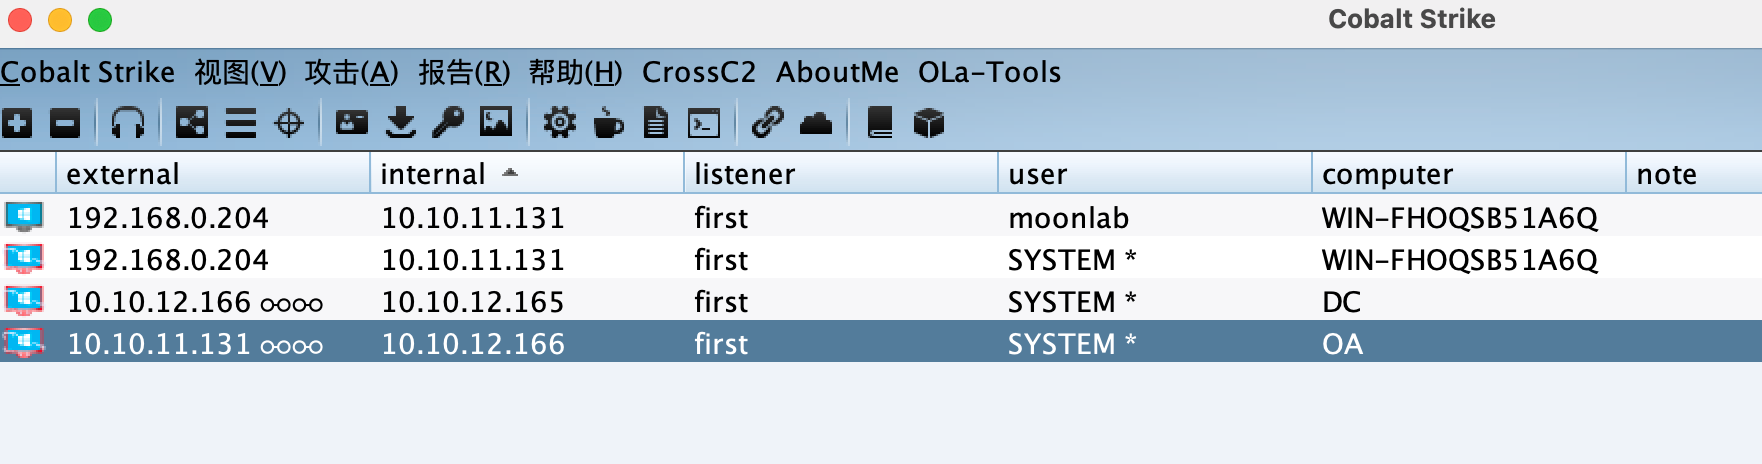 Cobalt Strike
Cobalt Strike 视图(V) 攻击(A) 报告(R) 帮助(H) CrossC2 AboutMe OLa-Tools
external internal listener user computer note
192.168.0.204 10.10.11.131 first moonlab WIN-FHOQSB51A6Q
192.168.0.204 10.10.11.131 first SYSTEM * WIN-FHOQSB51A6Q
10.10.12.166 10.10.12.165 first SYSTEM * DC
10.10.11.131 10.10.12.166 first SYSTEM * OA